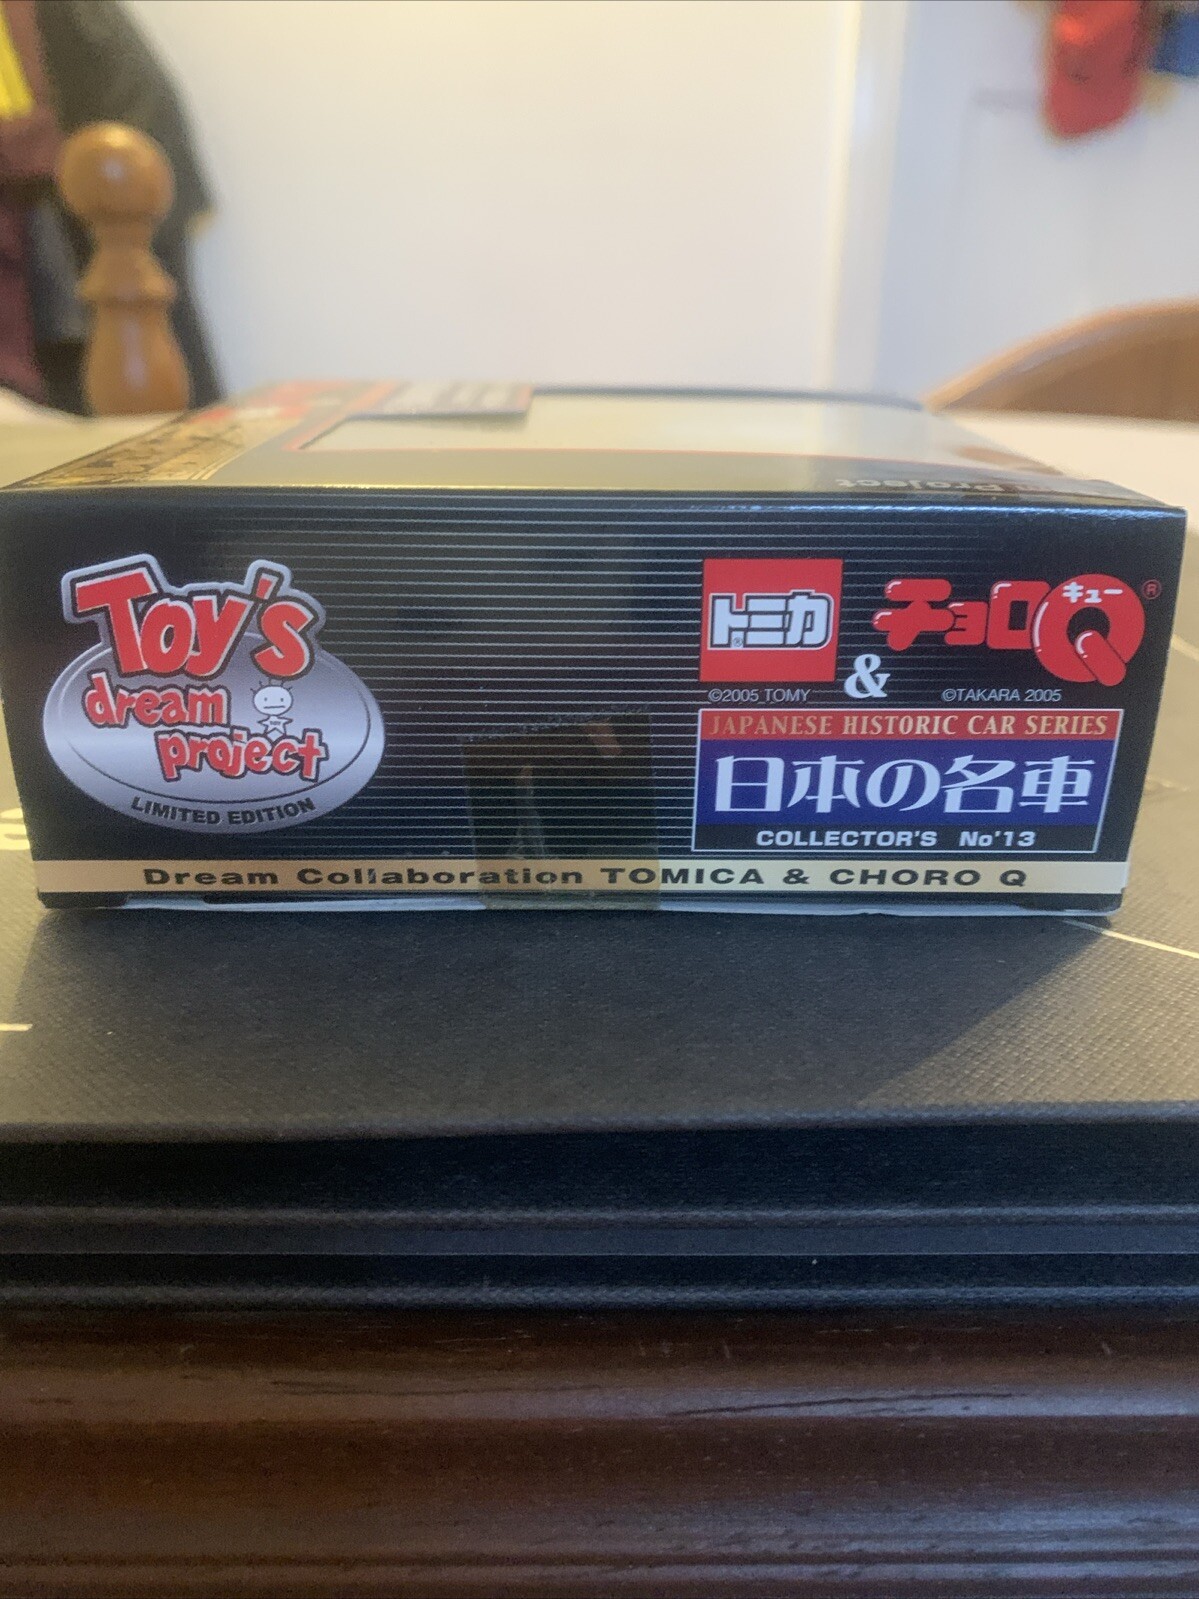 Toy's
dream
project
LIMITED EDITION
トミカ®
&
チョロQ®
キュー
©2005 TOMY
©TAKARA 2005
JAPANESE HISTORIC CAR SERIES
日本の名車
COLLECTOR'S No'13
Dream Collaboration TOMICA & CHORO Q
Project